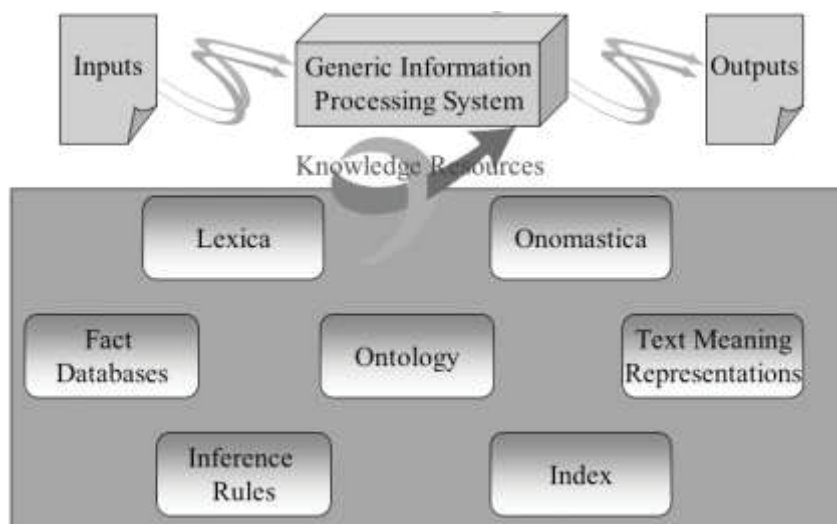 Inputs
Generic Information
Processing System
Outputs
Knowledge Resources
Lexica
Onomastica
Fact
Databases
Ontology
Text Meaning
Representations
Inference
Rules
Index